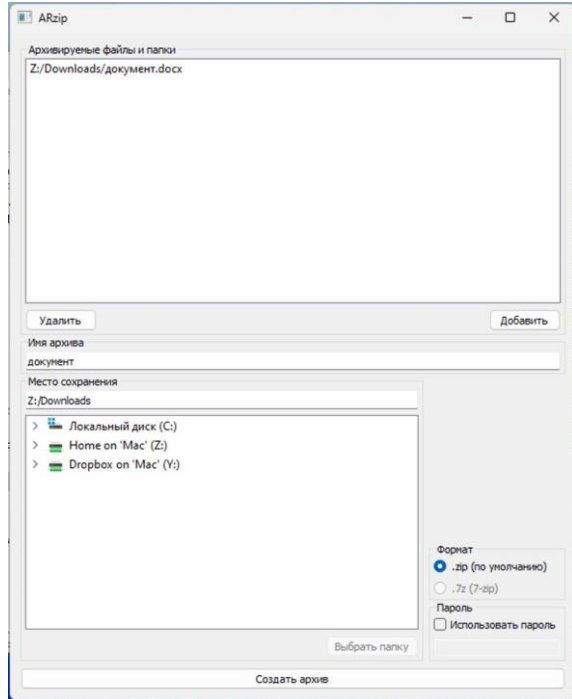 ARzip
Архивируемые файлы и папки
Z:/Downloads/документ.docx
Удалить
Добавить
Имя архива
документ
Место сохранения
Z:/Downloads
Локальный диск (C:)
Home on 'Mac' (Z:)
Dropbox on 'Mac' (Y:)
Формат
.zip (по умолчанию)
.7z (7-zip)
Пароль
Использовать пароль
Выбрать папку
Создать архив